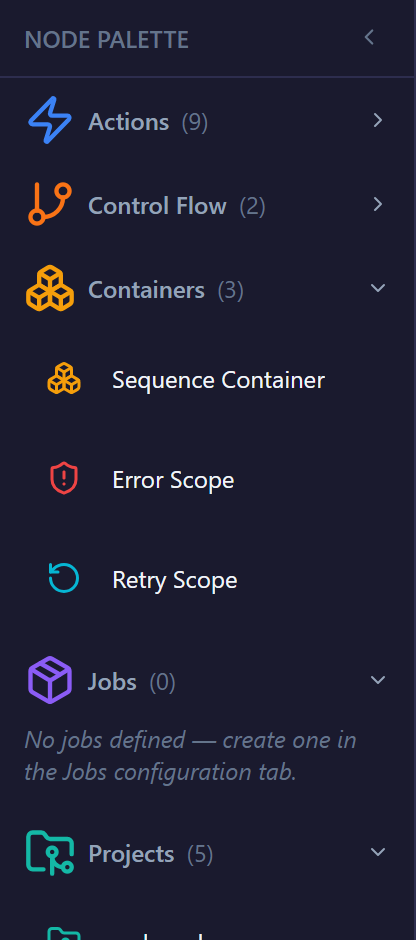 NODE PALETTE
Actions (9)
Control Flow (2)
Containers (3)
Sequence Container
Error Scope
Retry Scope
Jobs (0)
No jobs defined — create one in
the Jobs configuration tab.
Projects (5)